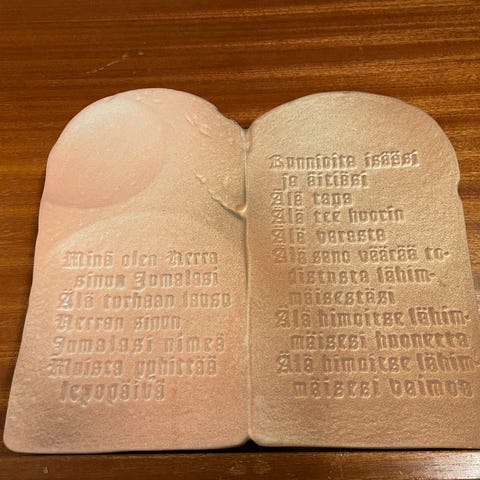 Minä olen Herra
sinun Jumalasi
Älä turhaan lausu
Herran sinun
Jumalasi nimeä
Muista pyhittää
lepopäivä
Kunnioita isääsi
ja äitiäsi
Älä tapa
Älä tee huorin
Älä varasta
Älä sano väärää to-
distusta lähim-
mäisestäsi
Älä himoitse lähim-
mäisesi huonetta
Älä himoitse lähim-
mäisesi vaimoa